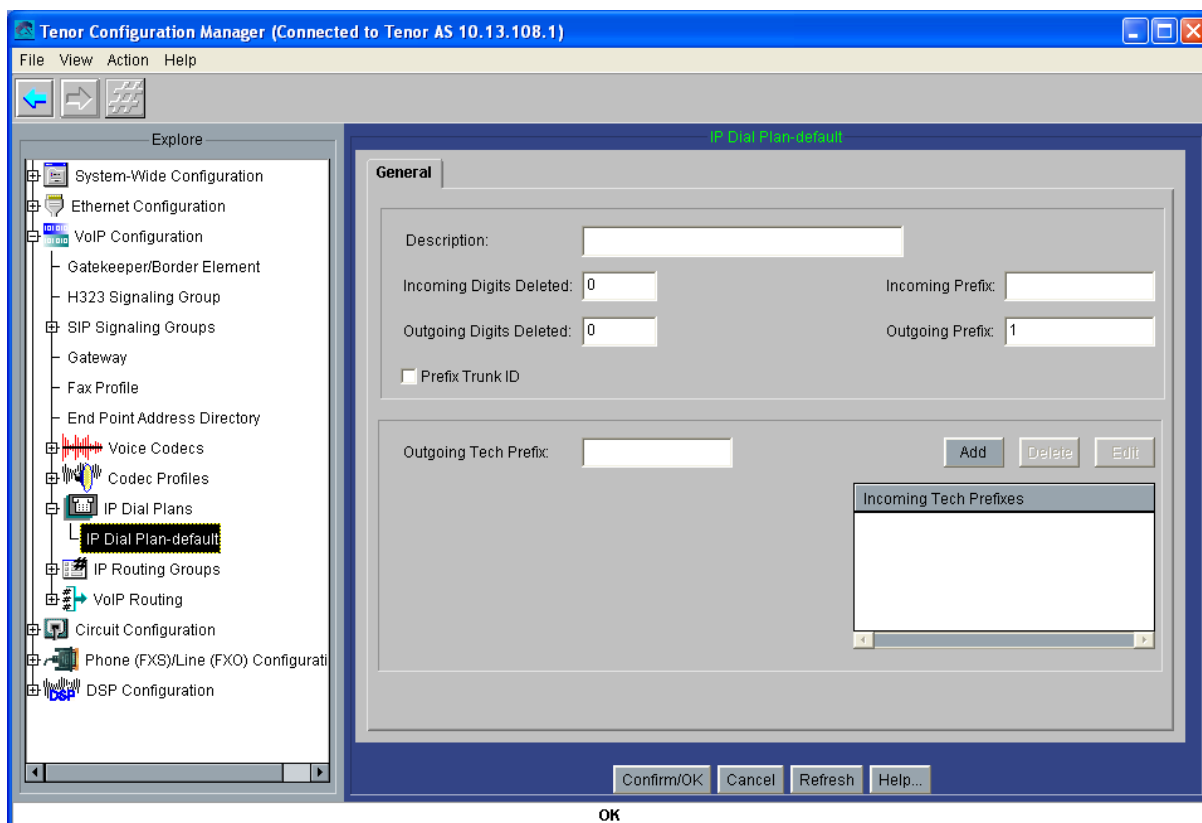 Tenor Configuration Manager (Connected to Tenor AS 10.13.108.1)
File View Action Help
Explore
System-Wide Configuration
Ethernet Configuration
VoIP Configuration
Gatekeeper/Border Element
H323 Signaling Group
SIP Signaling Groups
Gateway
Fax Profile
End Point Address Directory
Voice Codecs
Codec Profiles
IP Dial Plans
IP Dial Plan-default
IP Routing Groups
VoIP Routing
Circuit Configuration
Phone (FXS)/Line (FXO) Configurati
DSP Configuration
IP Dial Plan-default
General
Description:
Incoming Digits Deleted: 0 Incoming Prefix:
Outgoing Digits Deleted: 0 Outgoing Prefix: 1
Prefix Trunk ID
Outgoing Tech Prefix: Add Delete Edit
Incoming Tech Prefixes
Confirm/OK Cancel Refresh Help...
OK